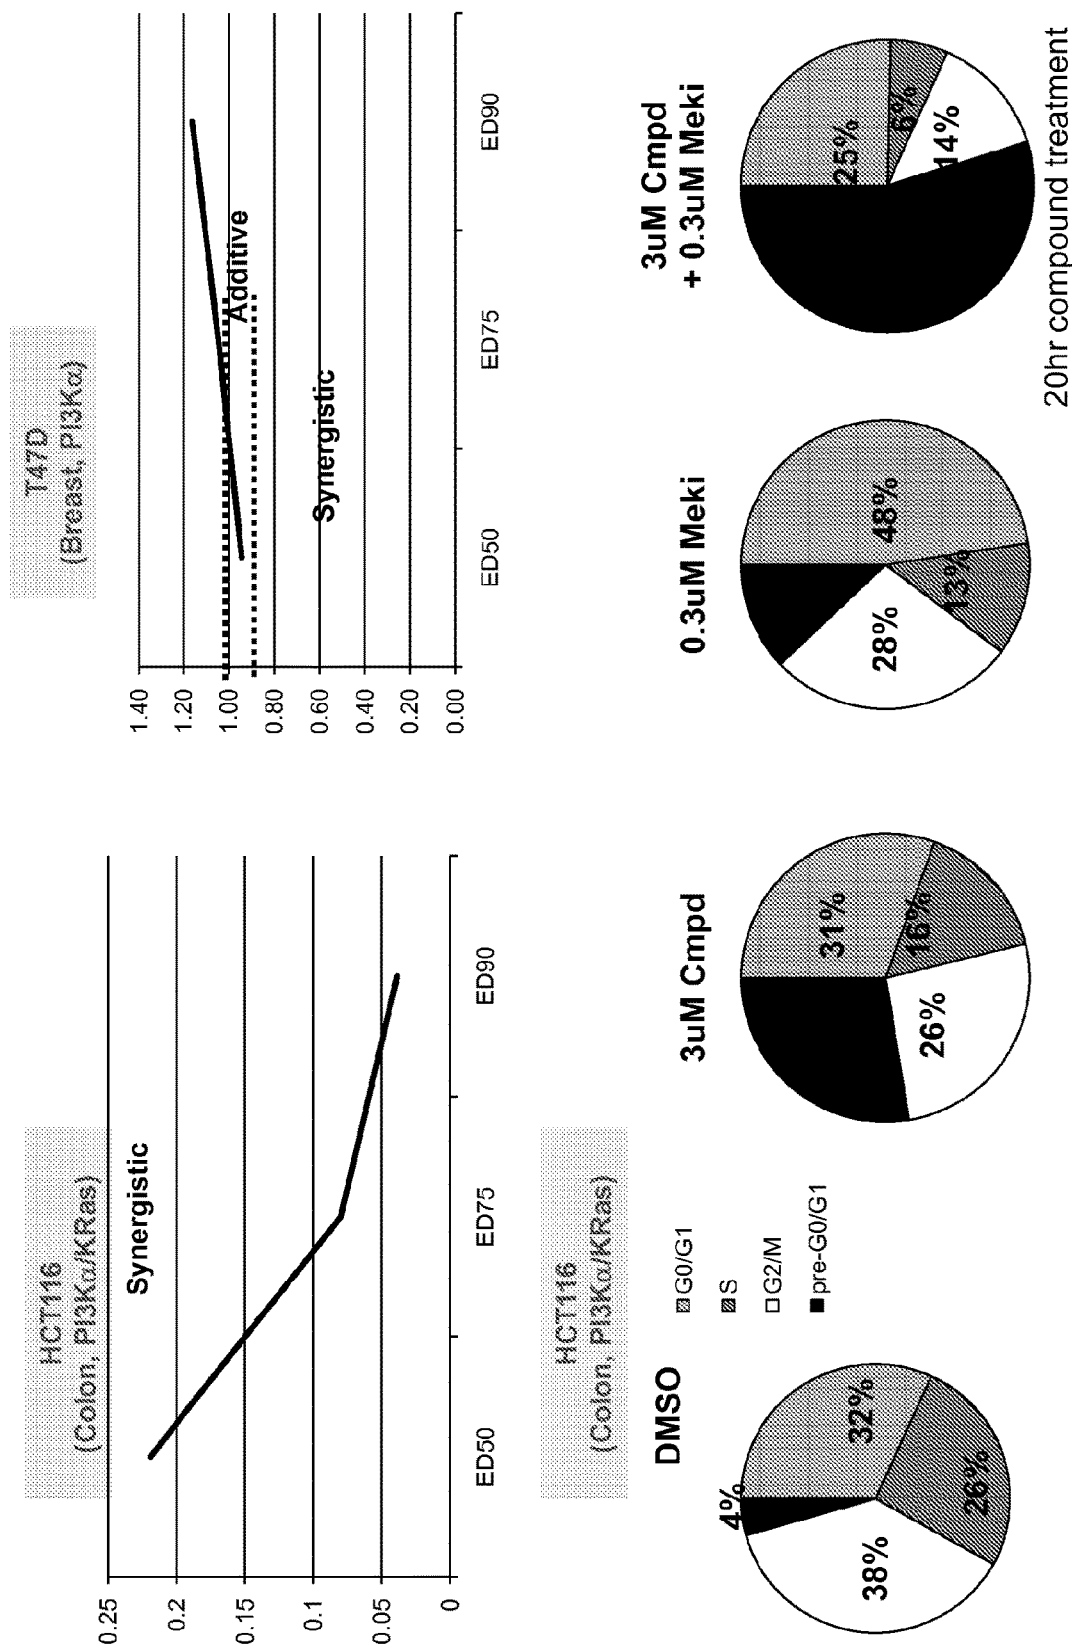 HCT116
(Colon, PI3Kα/KRas)
0.25
0.2
0.15
0.1
0.05
0
Synergistic
ED50
ED75
ED90
T47D
(Breast, PI3Kα)
1.40
1.20
1.00
0.80
0.60
0.40
0.20
0.00
Additive
Synergistic
ED50
ED75
ED90
HCT116
(Colon, PI3Kα/KRas)
DMSO
4%
32%
26%
38%
G0/G1
S
G2/M
pre-G0/G1
3uM Cmpd
31%
16%
26%
0.3uM Meki
48%
13%
28%
3uM Cmpd
+ 0.3uM Meki
25%
6%
14%
20hr compound treatment